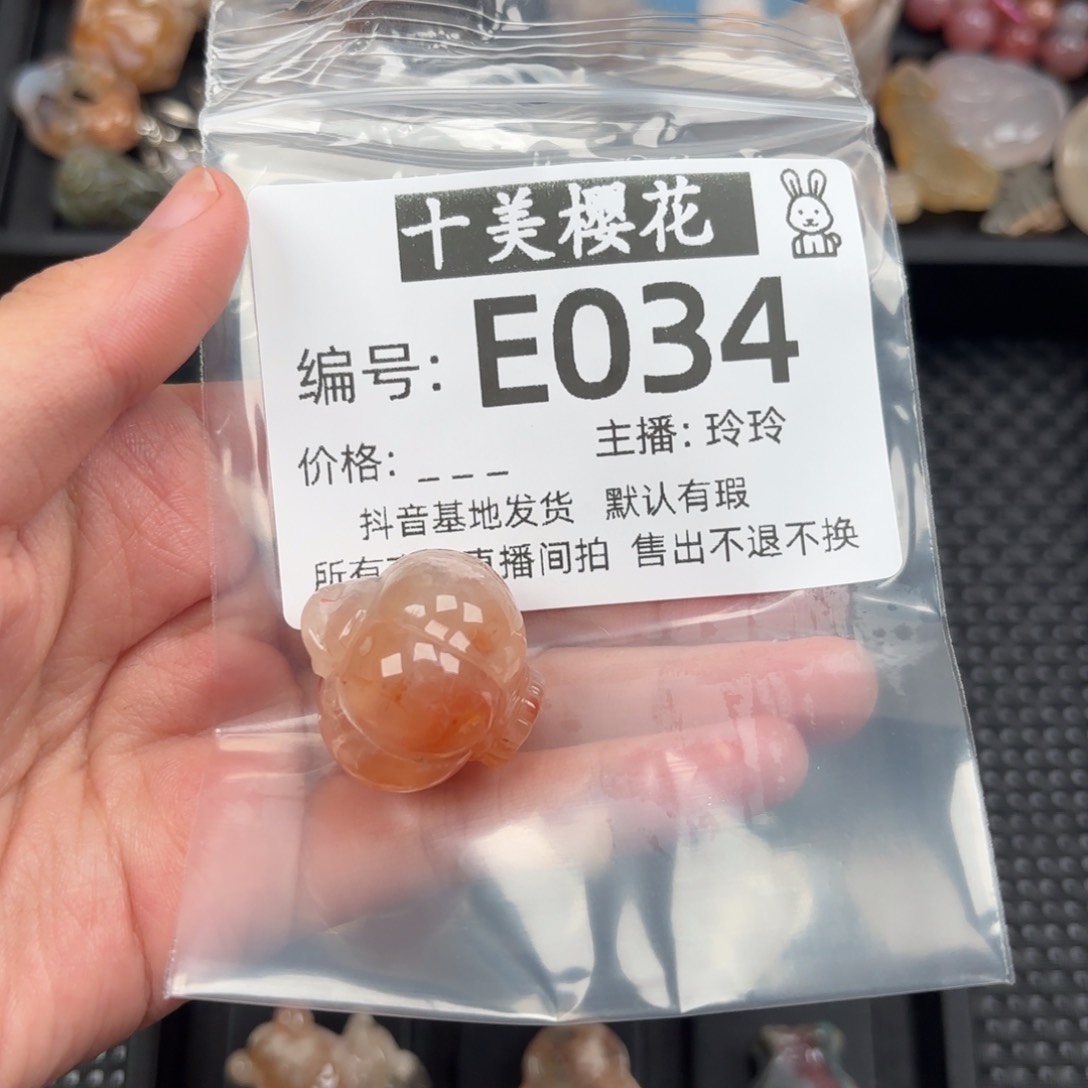 十美樱花
编号: E034
价格: _ _ _ 主播: 玲玲
抖音基地发货 默认有瑕
所有 直播间拍 售出不退不换